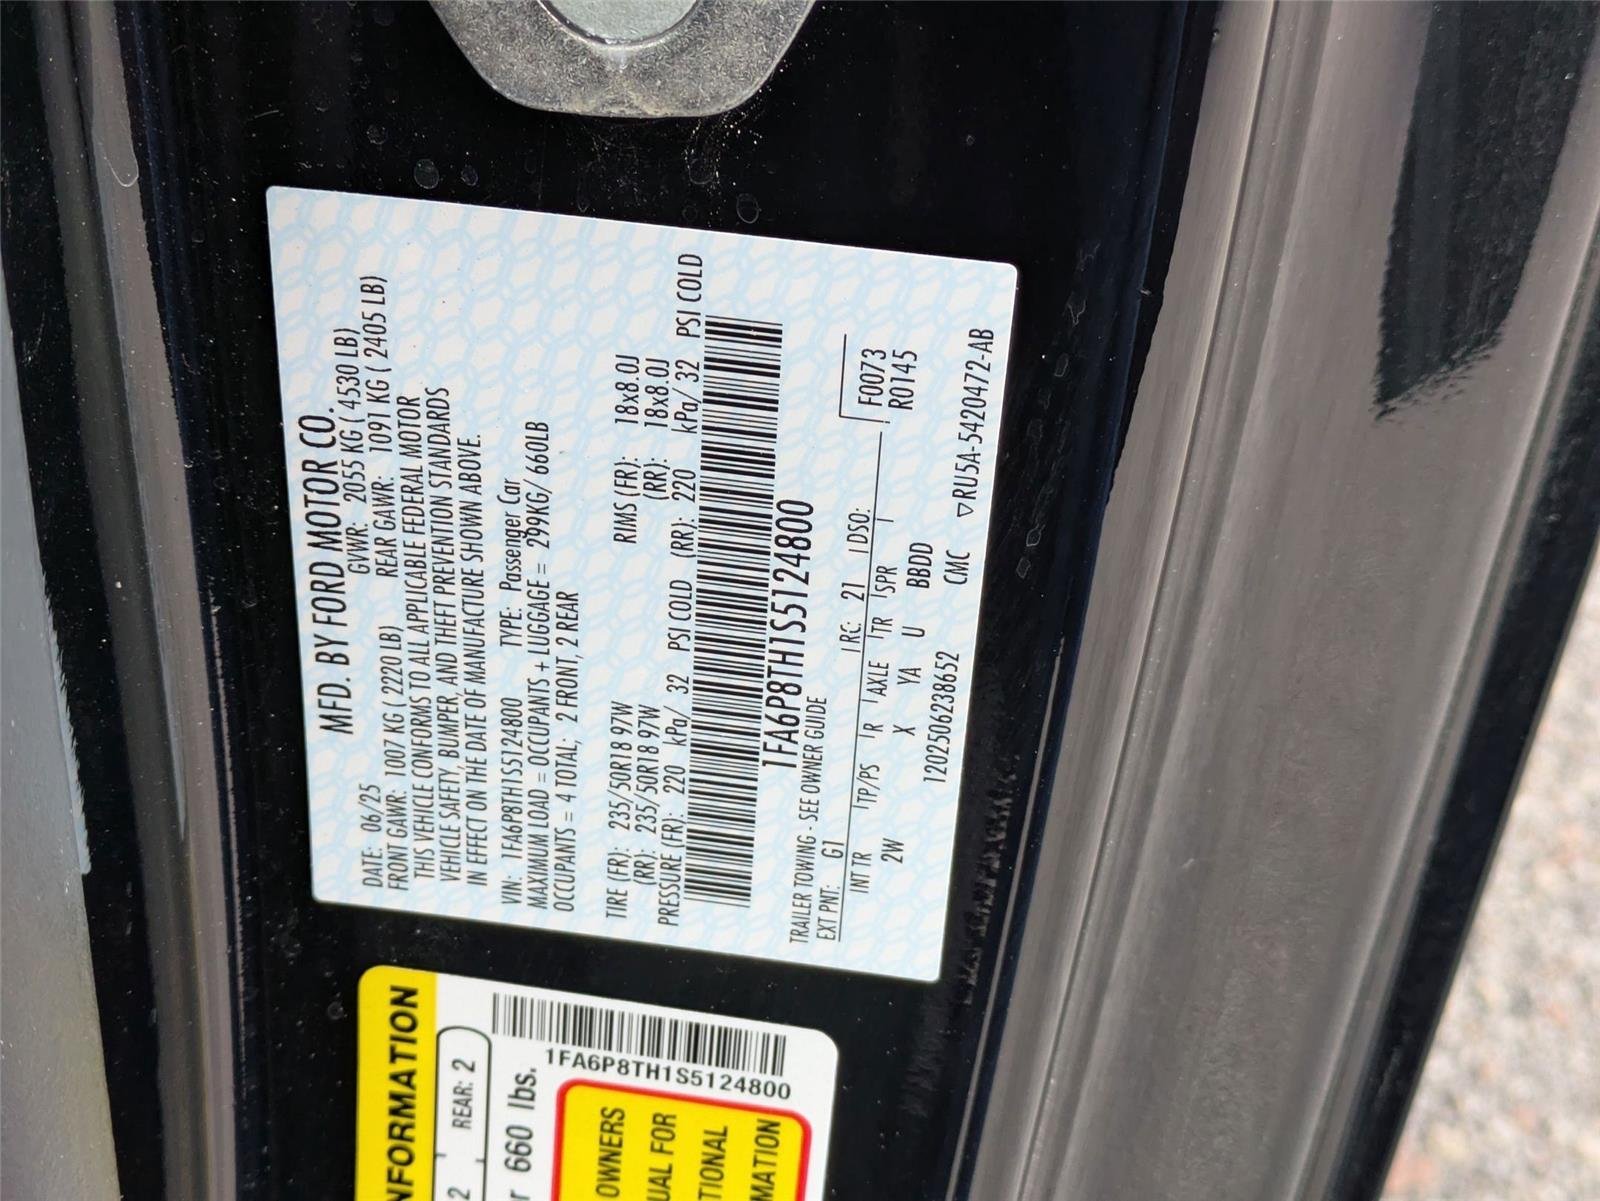 MFD. BY FORD MOTOR CO.
DATE: 06/25 GVWR: 2055 KG ( 4530 LB)
FRONT GAWR: 1007 KG ( 2220 LB) REAR GAWR: 1091 KG ( 2405 LB)
THIS VEHICLE CONFORMS TO ALL APPLICABLE FEDERAL MOTOR
VEHICLE SAFETY, BUMPER, AND THEFT PREVENTION STANDARDS
IN EFFECT ON THE DATE OF MANUFACTURE SHOWN ABOVE.
VIN: 1FA6P8TH1S5124800 TYPE: Passenger Car
MAXIMUM LOAD = OCCUPANTS + LUGGAGE = 299KG/ 660LB
OCCUPANTS = 4 TOTAL; 2 FRONT, 2 REAR
TIRE (FR): 235/50R18 97W RIMS (FR): 18x8.0J
(RR): 235/50R18 97W (RR): 18x8.0J
PRESSURE (FR): 220 kPa/ 32 PSI COLD (RR): 220 kPa/ 32 PSI COLD
1FA6P8TH1S5124800
TRAILER TOWING - SEE OWNER GUIDE
EXT PNT: G1 RC: 21 DSO: F0073
INT TR TP/PS R AXLE TR SPR R0145
2W X YA U BBDD
1202506238652 CMC ▽RU5A-5420472-AB
NFORMATION
2 REAR: 2
r 660 lbs.
1FA6P8TH1S5124800
OWNERS
UAL FOR
TIONAL
MATION